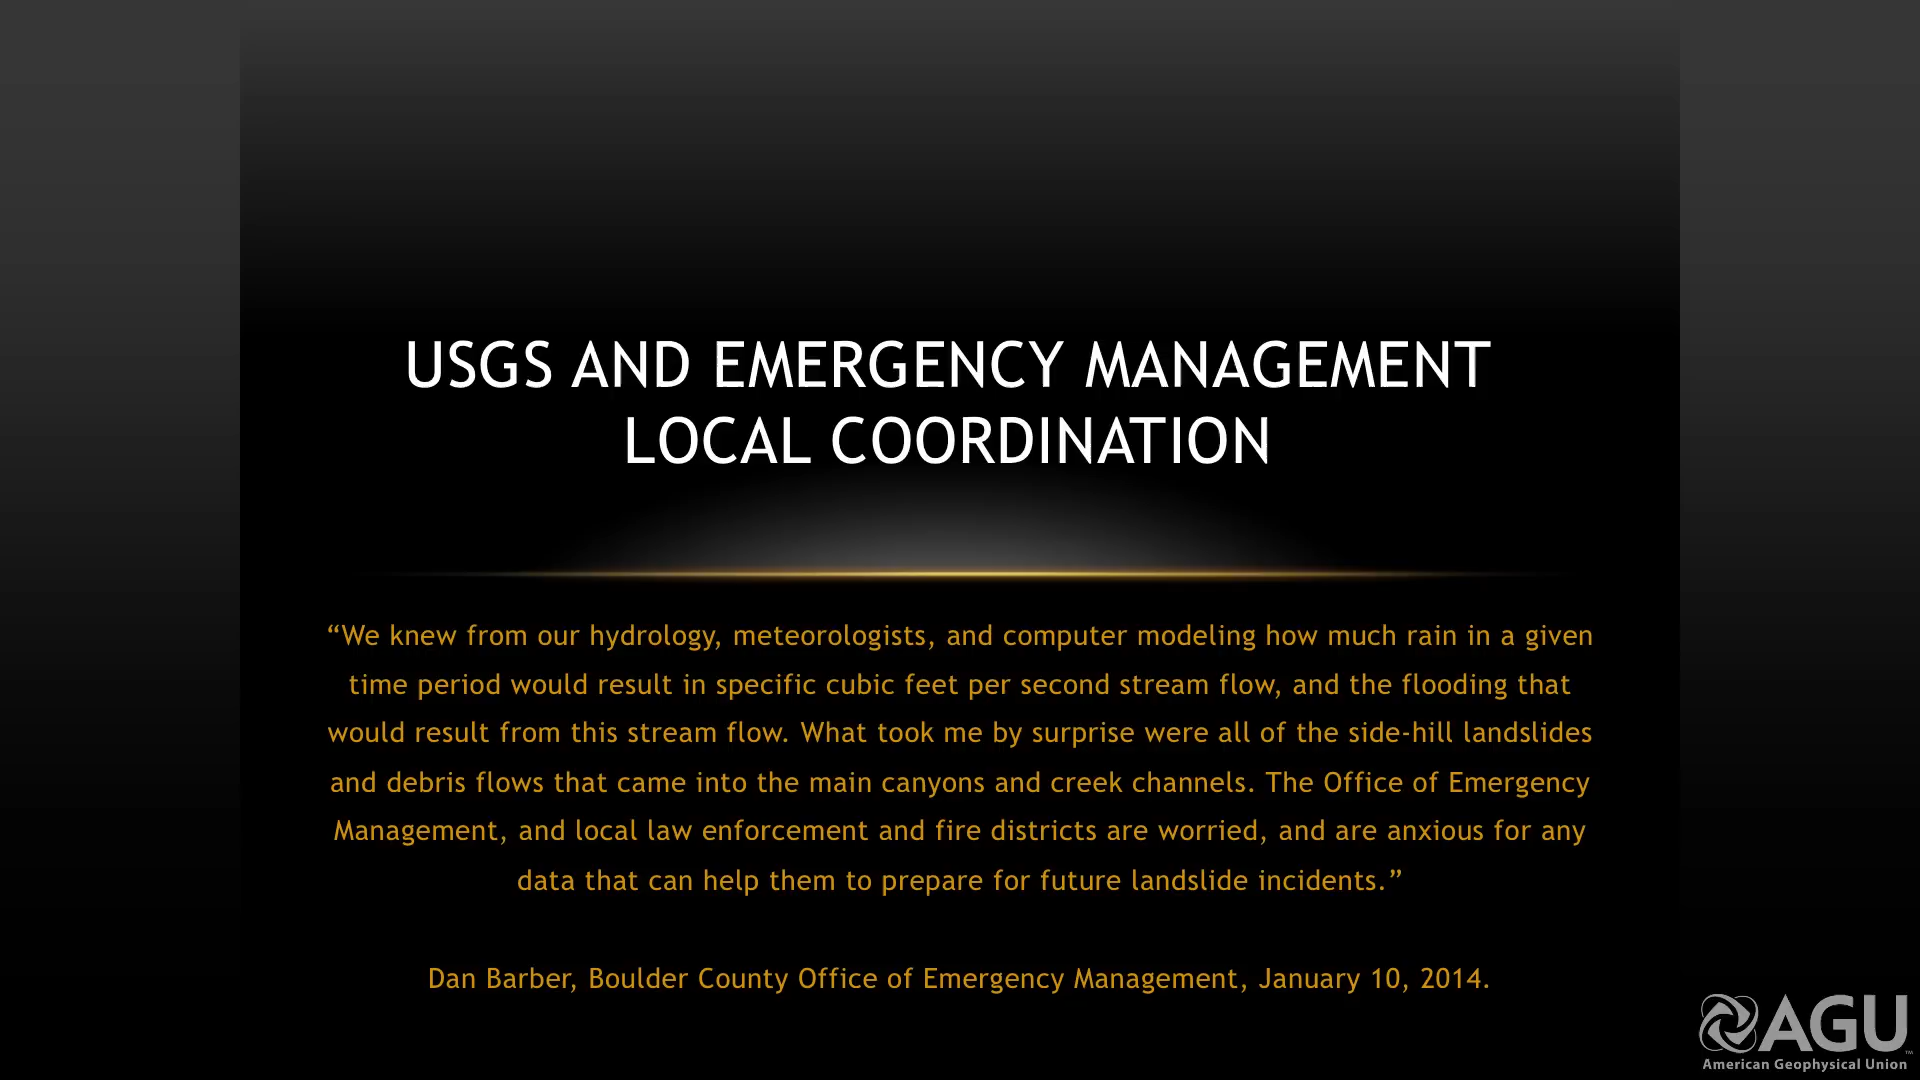 USGS AND EMERGENCY MANAGEMENT
LOCAL COORDINATION
“We knew from our hydrology, meteorologists, and computer modeling how much rain in a given
time period would result in specific cubic feet per second stream flow, and the flooding that
would result from this stream flow. What took me by surprise were all of the side-hill landslides
and debris flows that came into the main canyons and creek channels. The Office of Emergency
Management, and local law enforcement and fire districts are worried, and are anxious for any
data that can help them to prepare for future landslide incidents.”
Dan Barber, Boulder County Office of Emergency Management, January 10, 2014.
AGU™
American Geophysical Union